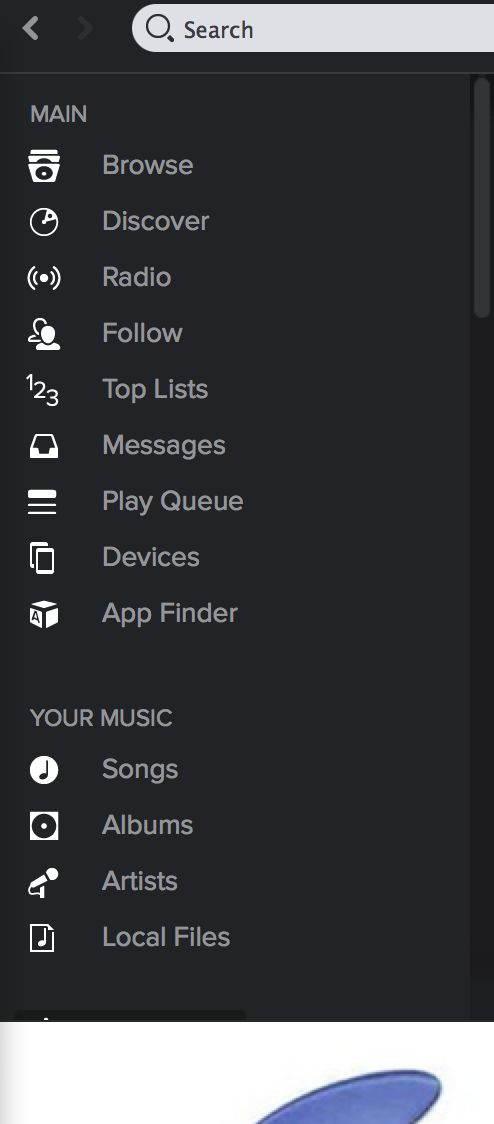 Search
MAIN
Browse
Discover
Radio
Follow
123 Top Lists
Messages
Play Queue
Devices
A App Finder
YOUR MUSIC
Songs
Albums
Artists
Local Files